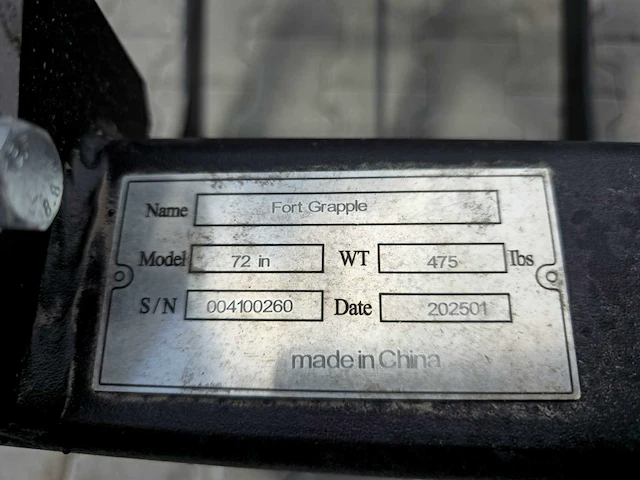 Name Fort Grapple
Model 72 in WT 475 lbs
S/N 004100260 Date 202501
made in China